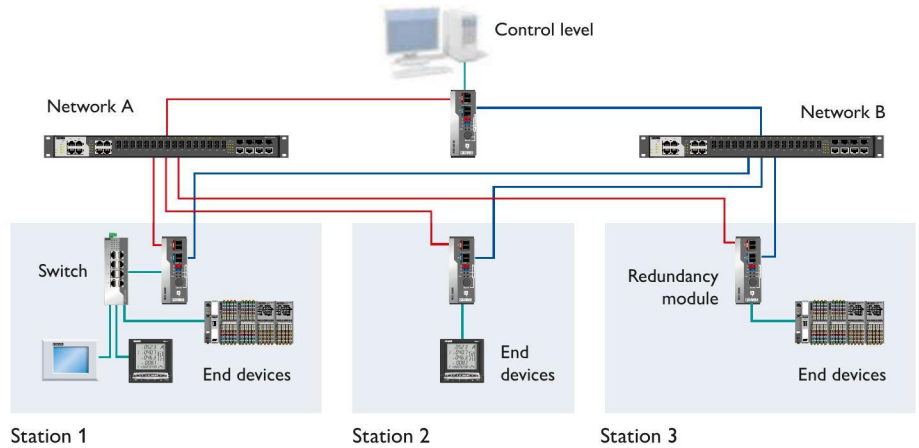 Control level
Network A
Network B
Switch
Redundancy
module
End devices
End
devices
End devices
Station 1
Station 2
Station 3